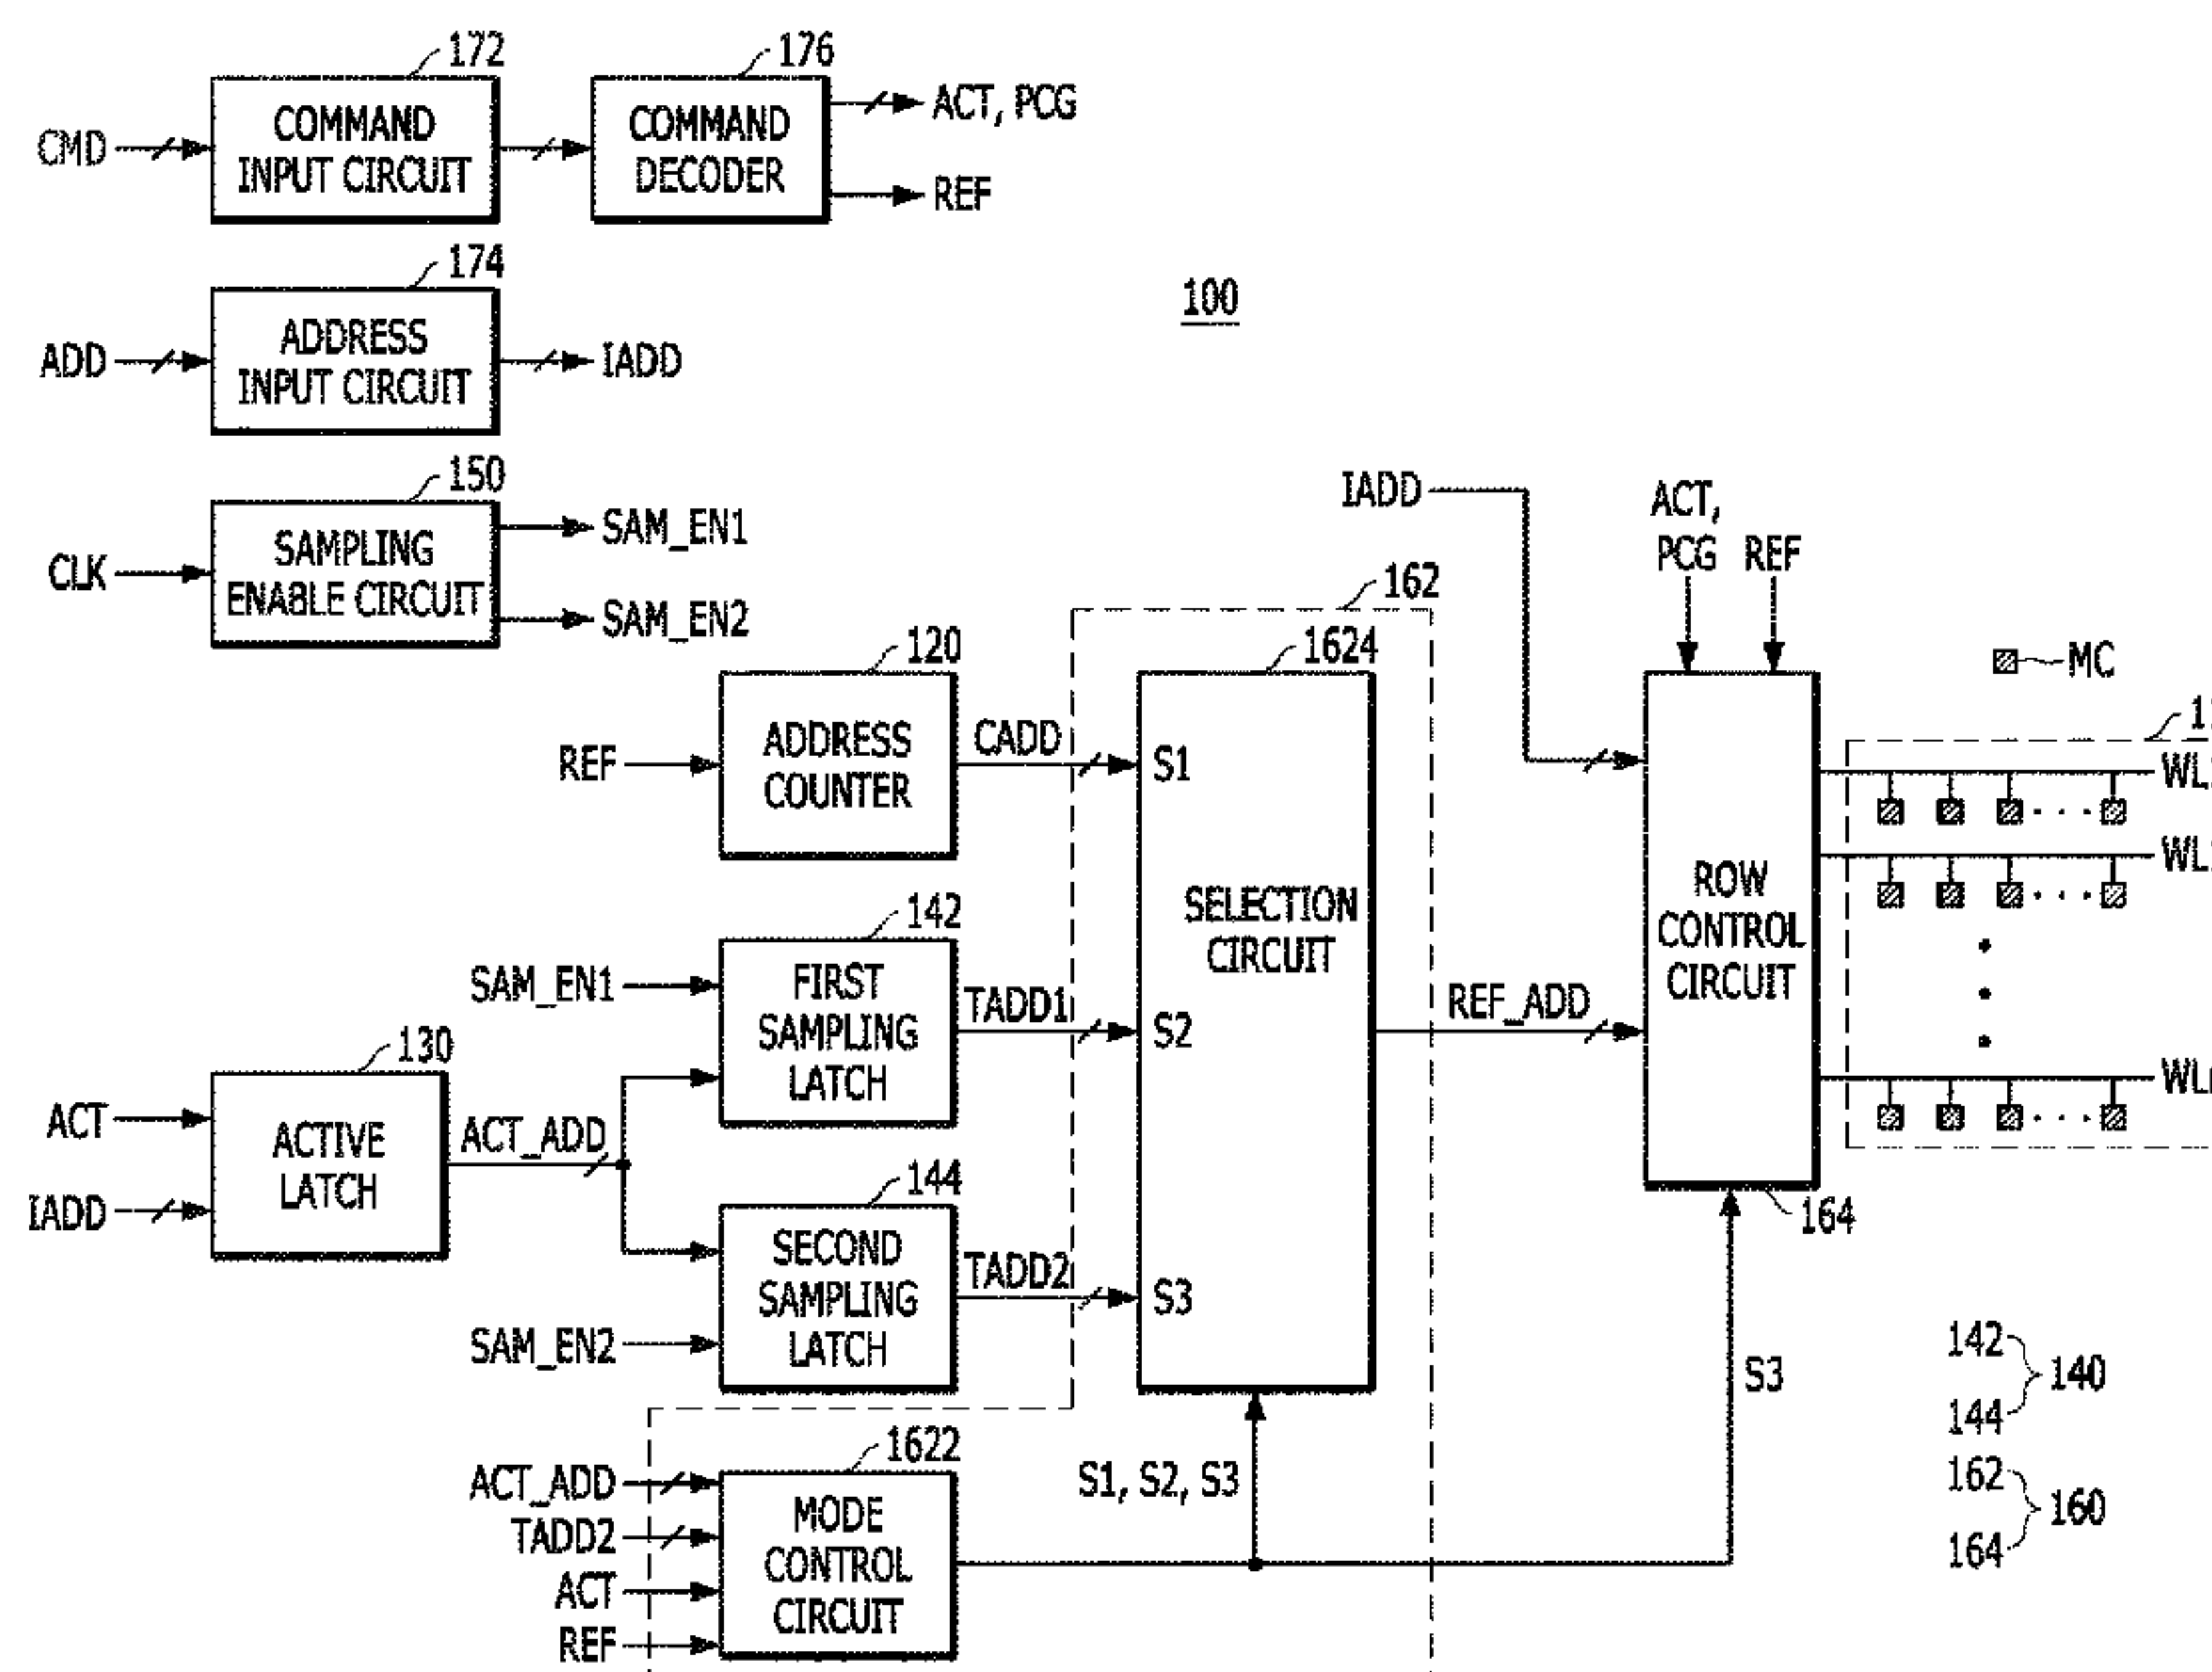 172
176
CMD
COMMAND
INPUT CIRCUIT
COMMAND
DECODER
ACT, PCG
REF
174
ADD
ADDRESS
INPUT CIRCUIT
IADD
100
150
CLK
SAMPLING
ENABLE CIRCUIT
SAM_EN1
SAM_EN2
IADD
ACT,
PCG
REF
162
120
1624
MC
REF
ADDRESS
COUNTER
CADD
S1
WL
WL
142
SELECTION
CIRCUIT
ROW
CONTROL
CIRCUIT
SAM_EN1
FIRST
SAMPLING
LATCH
TADD1
S2
REF_ADD
130
ACT
IADD
ACTIVE
LATCH
ACT_ADD
WL
144
164
SECOND
SAMPLING
LATCH
TADD2
S3
SAM_EN2
S3
142
144
140
1622
ACT_ADD
TADD2
ACT
REF
MODE
CONTROL
CIRCUIT
S1, S2, S3
162
164
160